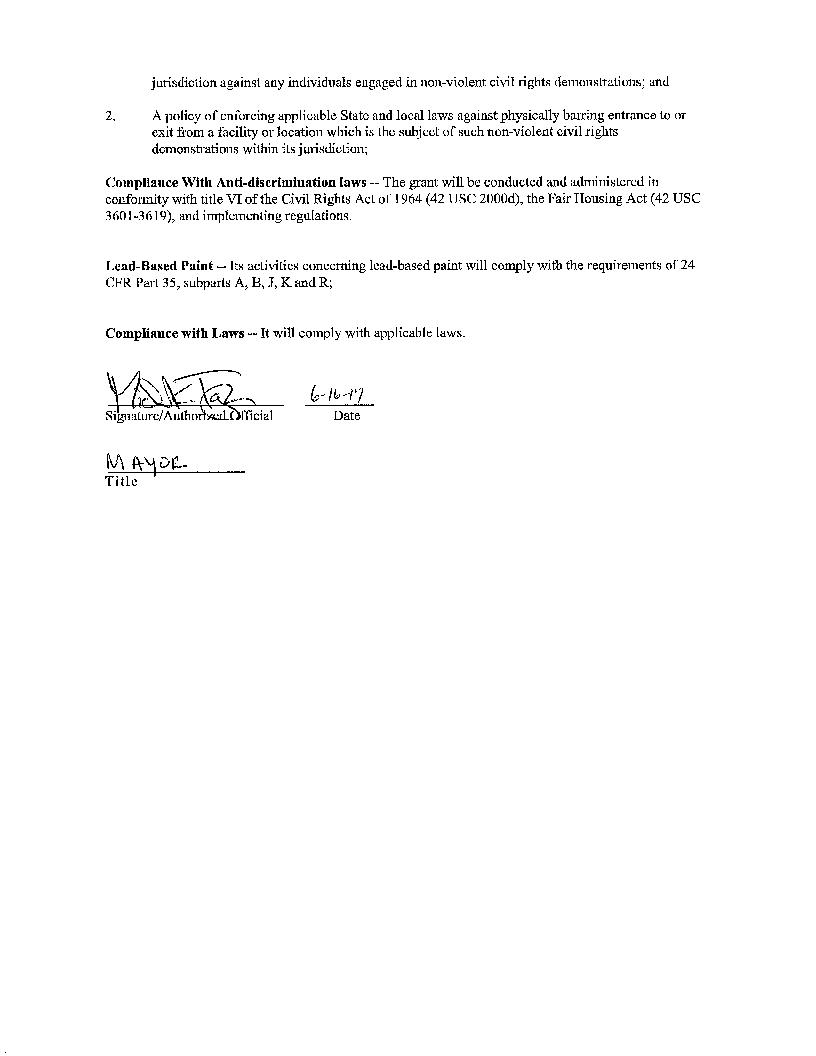 jurisdiction against any individuals engaged in non-violent civil rights demonstrations; and
2. A policy of enforcing applicable State and local laws against physically barring entrance to or
exit from a facility or location which is the subject of such non-violent civil rights
demonstrations within its jurisdiction;
Compliance With Anti-discrimination laws -- The grant will be conducted and administered in
conformity with title VI of the Civil Rights Act of 1964 (42 USC 2000d), the Fair Housing Act (42 USC
3601-3619), and implementing regulations.
Lead-Based Paint -- Its activities concerning lead-based paint will comply with the requirements of 24
CFR Part 35, subparts A, B, J, K and R;
Compliance with Laws -- It will comply with applicable laws.
6-16-17
Signature/Authorized Official Date
MAYOR
Title